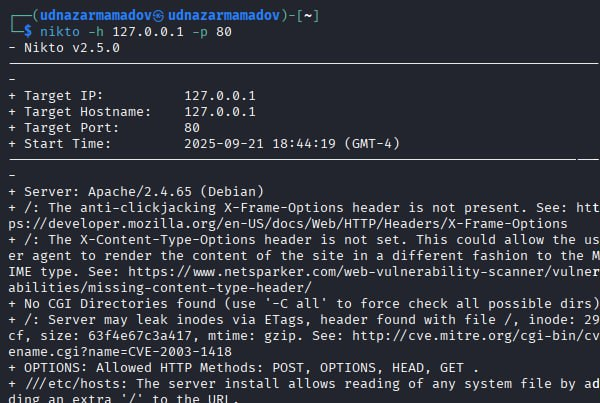 ┌──(udnazarmamadov㉿udnazarmamadov)-[~]
└─$ nikto -h 127.0.0.1 -p 80
- Nikto v2.5.0
-
+ Target IP:          127.0.0.1
+ Target Hostname:    127.0.0.1
+ Target Port:        80
+ Start Time:         2025-09-21 18:44:19 (GMT-4)
-
+ Server: Apache/2.4.65 (Debian)
+ /: The anti-clickjacking X-Frame-Options header is not present. See: htt
ps://developer.mozilla.org/en-US/docs/Web/HTTP/Headers/X-Frame-Options
+ /: The X-Content-Type-Options header is not set. This could allow the us
er agent to render the content of the site in a different fashion to the M
IME type. See: https://www.netsparker.com/web-vulnerability-scanner/vulner
abilities/missing-content-type-header/
+ No CGI Directories found (use '-C all' to force check all possible dirs)
+ /: Server may leak inodes via ETags, header found with file /, inode: 29
cf, size: 63f4e67c3a417, mtime: gzip. See: http://cve.mitre.org/cgi-bin/cv
ename.cgi?name=CVE-2003-1418
+ OPTIONS: Allowed HTTP Methods: POST, OPTIONS, HEAD, GET .
+ ///etc/hosts: The server install allows reading of any system file by ad
ding an extra '/' to the URL.